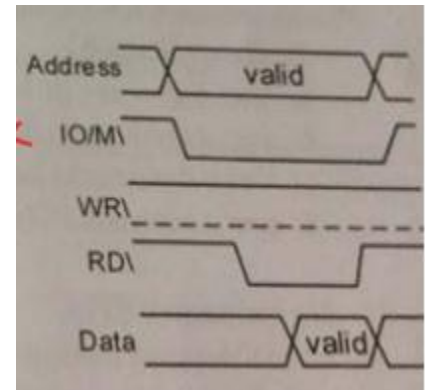 Address valid
IO/M\
WR\
RD\
Data valid